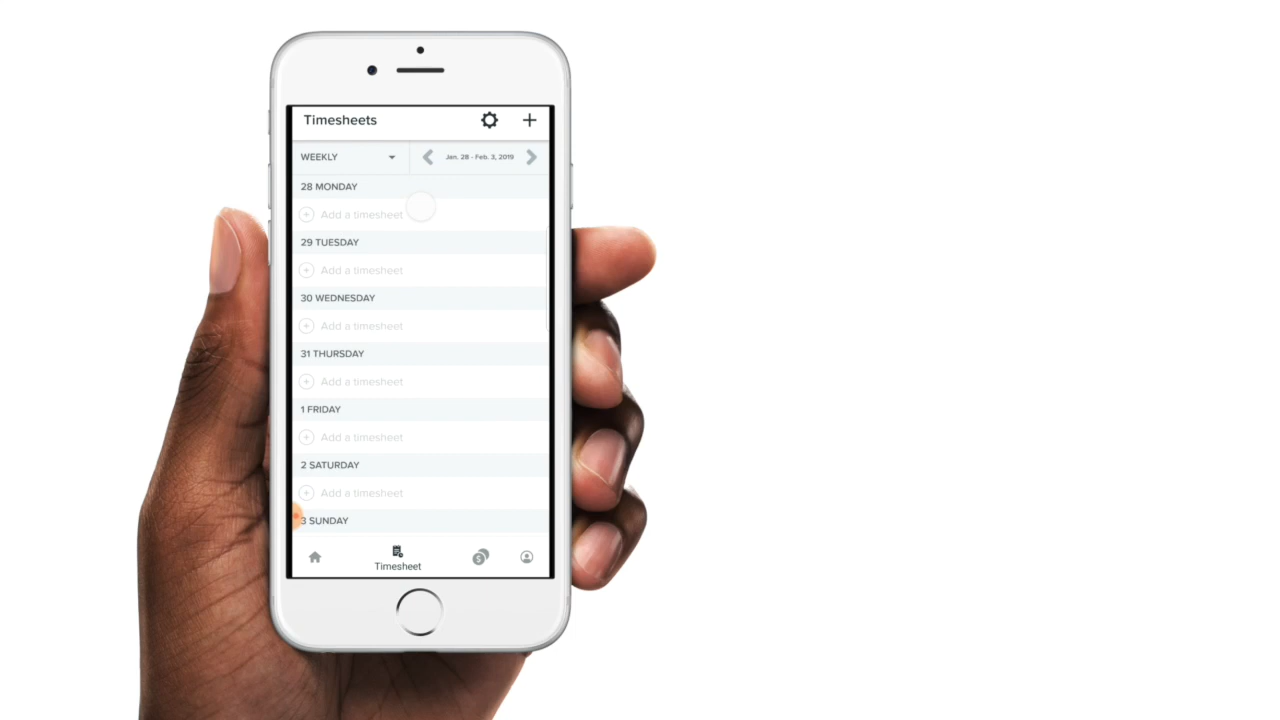 Timesheets
WEEKLY
Jan. 28 - Feb. 3, 2019
28 MONDAY
Add a timesheet
29 TUESDAY
Add a timesheet
30 WEDNESDAY
Add a timesheet
31 THURSDAY
Add a timesheet
1 FRIDAY
Add a timesheet
2 SATURDAY
Add a timesheet
3 SUNDAY
$
Timesheet